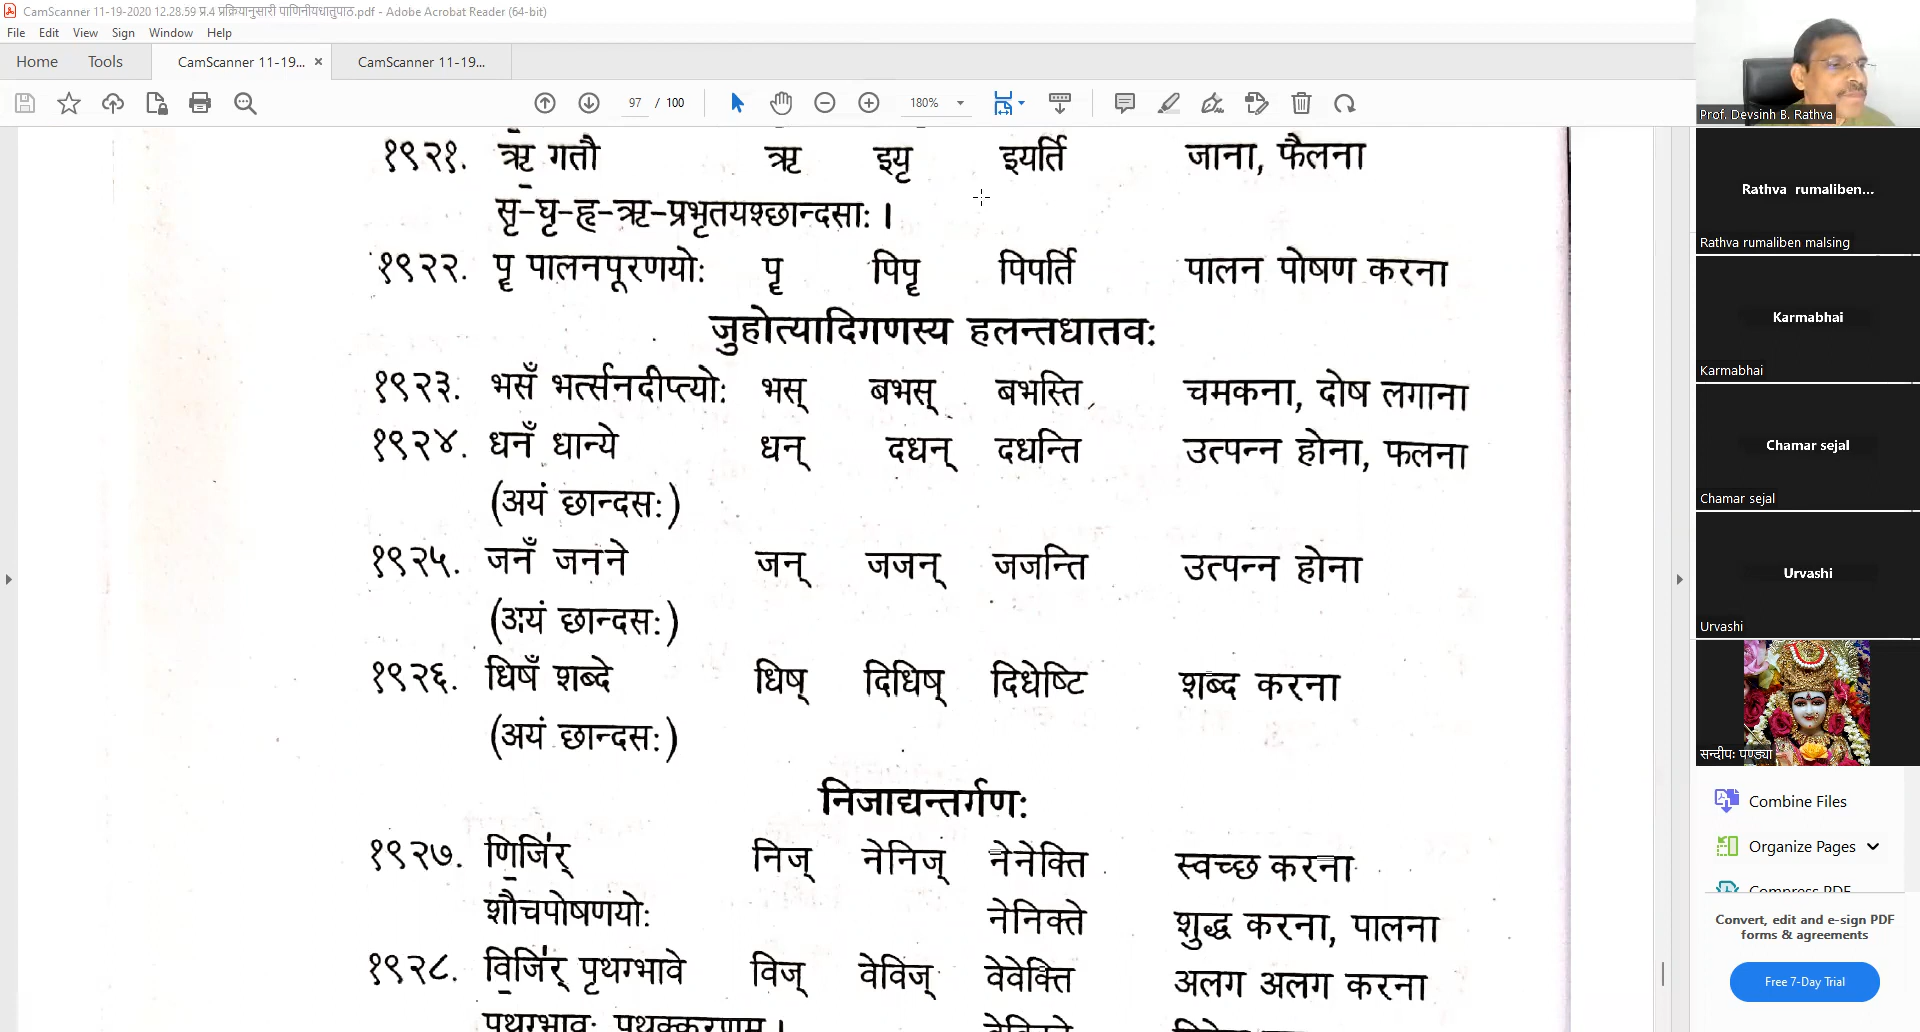 CamScanner 11-19-2020 12.28.59 प्र.4 प्रक्रियानुसारी पाणिनीयधातुपाठ.pdf - Adobe Acrobat Reader (64-bit)
File Edit View Sign Window Help
Home Tools CamScanner 11-19... × CamScanner 11-19...
97 / 100 180%
१९२१. ऋ गतौ ऋ इयृ इयर्ति जाना, फैलना
सृ-घृ-हृ-ऋ-प्रभृतयश्छान्दसाः ।
१९२२. पॄ पालनपूरणयोः पॄ पिपॄ पिपर्ति पालन पोषण करना
जुहोत्यादिगणस्य हलन्तधातवः
१९२३. भसँ भर्त्सनदीप्त्योः भस् बभस् बभस्ति चमकना, दोष लगाना
१९२४. धनँ धान्ये धन् दधन् दधन्ति उत्पन्न होना, फलना
(अयं छान्दसः)
१९२५. जनँ जनने जन् जजन् जजन्ति उत्पन्न होना
(अयं छान्दसः)
१९२६. धिषँ शब्दे धिष् दिधिष् दिधेष्टि शब्द करना
(अयं छान्दसः)
निजाद्यन्तर्गणः
१९२७. णिजिँर् निज् नेनिज् नेनेक्ति स्वच्छ करना
शौचपोषणयोः नेनिक्ते शुद्ध करना, पालना
१९२८. विजिँर् पृथग्भावे विज् वेविज् वेवेक्ति अलग अलग करना
पृथग्भावः पृथक्करणम् ।
Prof. Devsinh B. Rathva
Rathva rumaliben...
Rathva rumaliben malsing
Karmabhai
Karmabhai
Chamar sejal
Chamar sejal
Urvashi
Urvashi
सन्दीपः पण्ड्या
Combine Files
Organize Pages
Compress PDF
Convert, edit and e-sign PDF
forms & agreements
Free 7-Day Trial